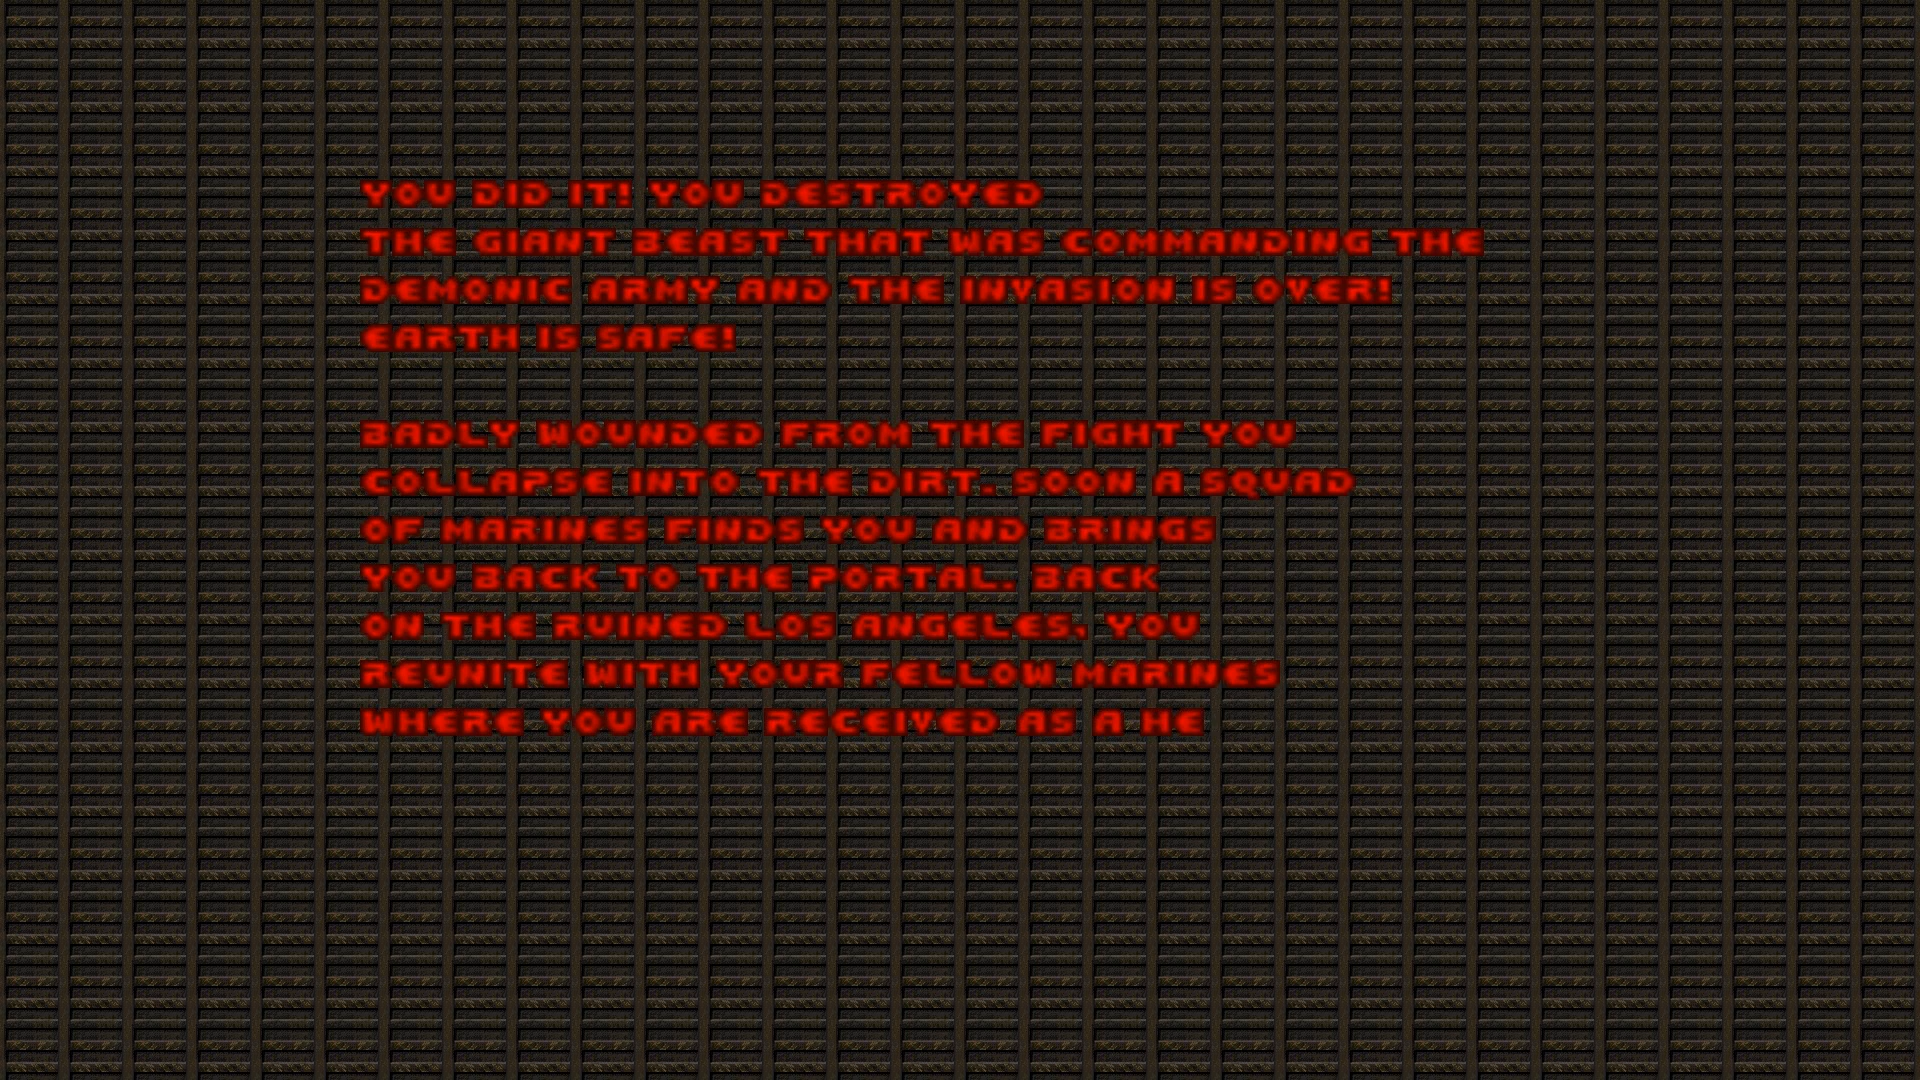 YOU DID IT! YOU DESTROYED
THE GIANT BEAST THAT WAS COMMANDING THE
DEMONIC ARMY AND THE INVASION IS OVER!
EARTH IS SAFE!
BADLY WOUNDED FROM THE FIGHT YOU
COLLAPSE INTO THE DIRT. SOON A SQUAD
OF MARINES FINDS YOU AND BRINGS
YOU BACK TO THE PORTAL. BACK
ON THE RUINED LOS ANGELES, YOU
REUNITE WITH YOUR FELLOW MARINES
WHERE YOU ARE RECEIVED AS A HE